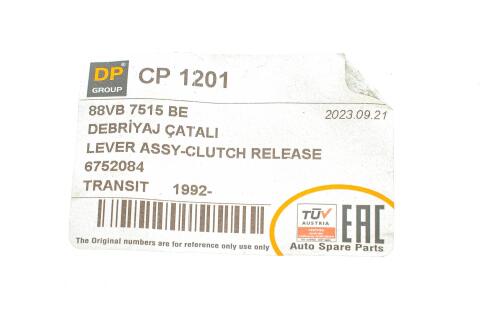 DP
GROUP
CP 1201
2023.09.21
88VB 7515 BE
DEBRİYAJ ÇATALI
LEVER ASSY-CLUTCH RELEASE
6752084
TRANSIT 1992-
The Original numbers are for reference only use only
TÜV
AUSTRIA
EAC
Auto Spare Parts